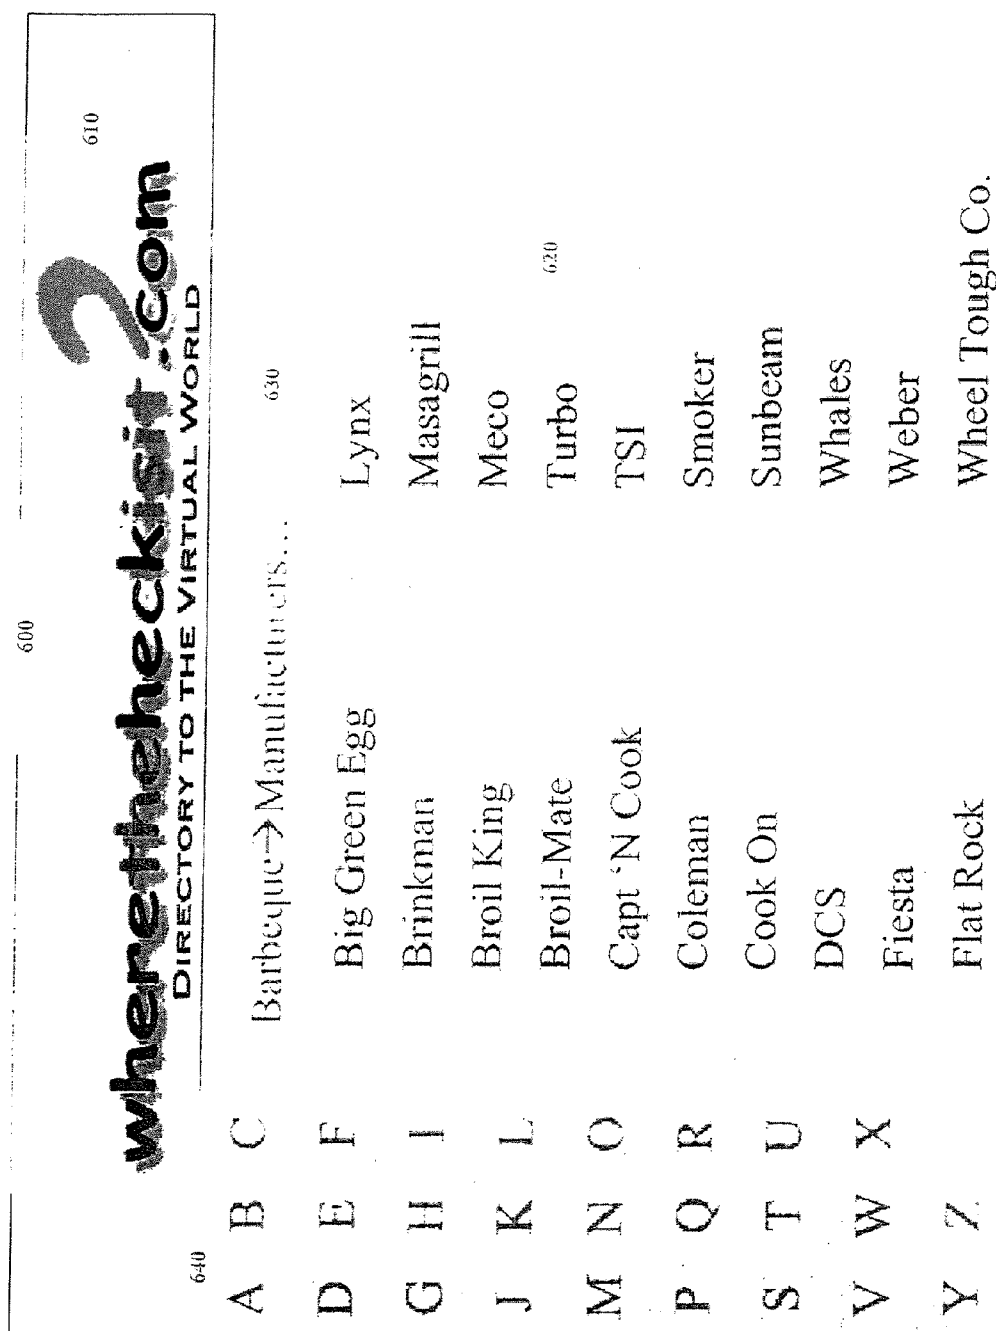 600
610
wheretheheckisit?.com
DIRECTORY TO THE VIRTUAL WORLD
640
630
Barbeque→Manufacturers...
A B C
D E F
G H I
J K L
M N O
P Q R
S T U
V W X
Y Z
Big Green Egg
Brinkman
Broil King
Broil-Mate
Capt 'N Cook
Coleman
Cook On
DCS
Fiesta
Flat Rock
Lynx
Masagrill
Meco
Turbo
620
TSI
Smoker
Sunbeam
Whales
Weber
Wheel Tough Co.